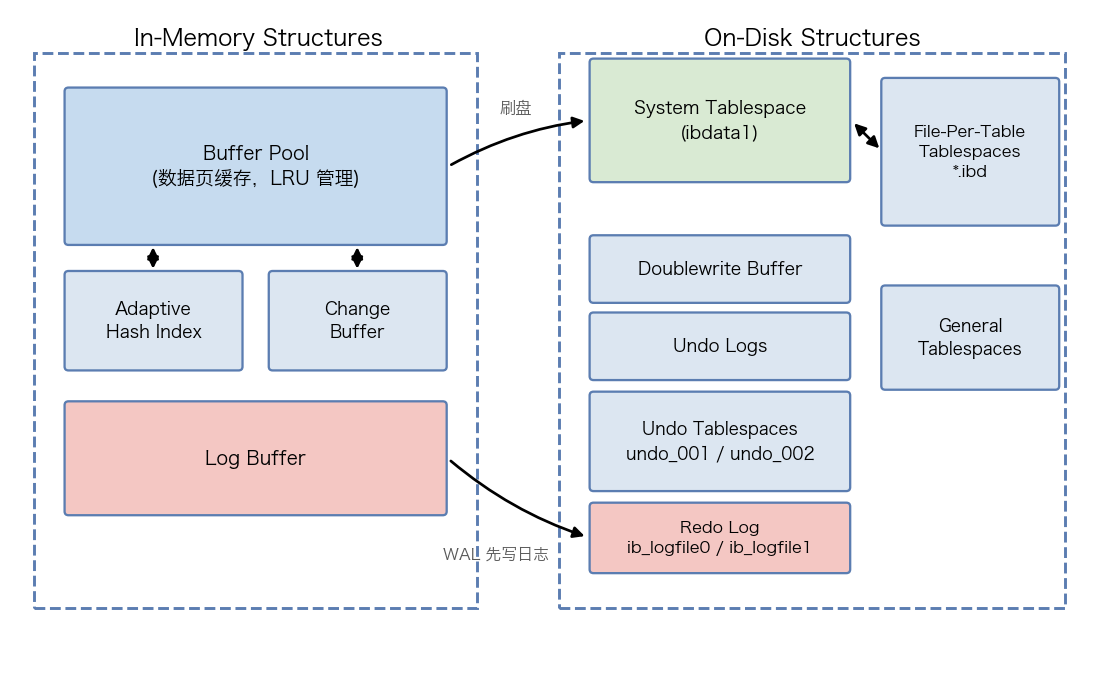 In-Memory Structures
Buffer Pool
(数据页缓存，LRU 管理)
Adaptive
Hash Index
Change
Buffer
Log Buffer
刷盘
WAL 先写日志
On-Disk Structures
System Tablespace
(ibdata1)
File-Per-Table
Tablespaces
*.ibd
Doublewrite Buffer
General
Tablespaces
Undo Logs
Undo Tablespaces
undo_001 / undo_002
Redo Log
ib_logfile0 / ib_logfile1